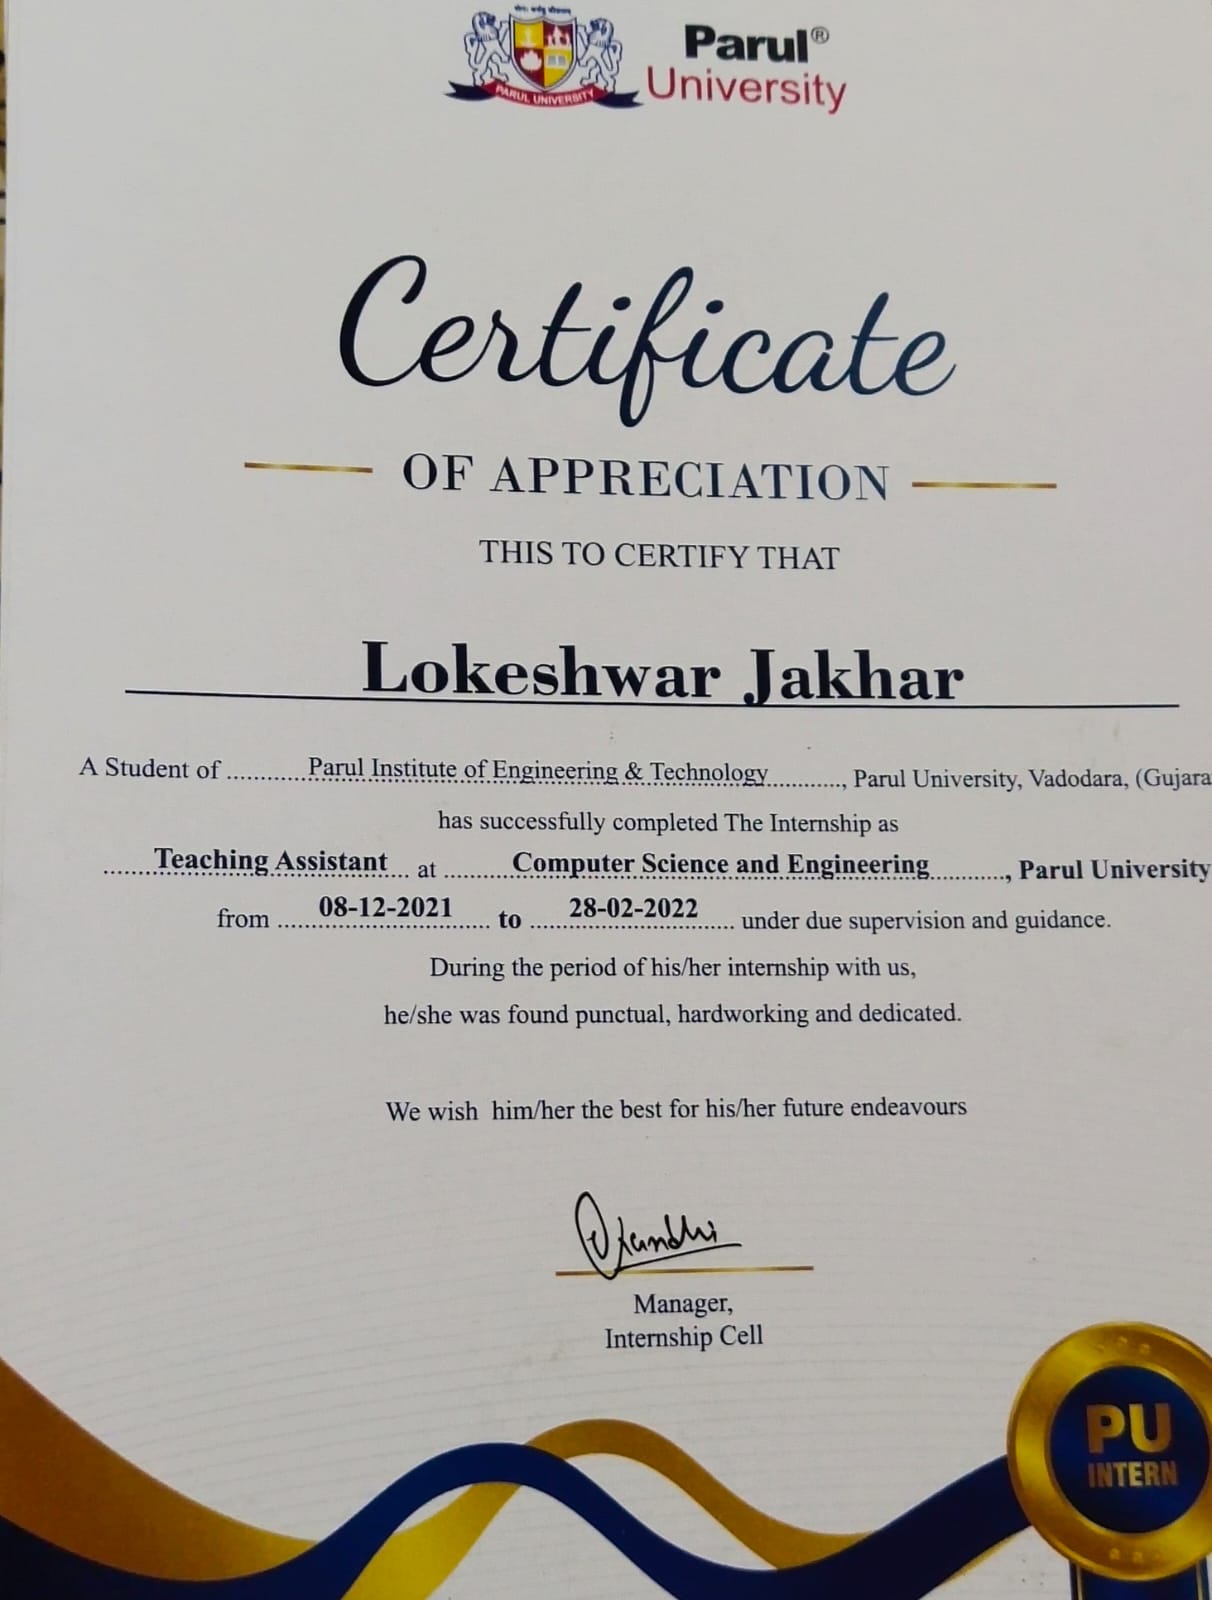 PARUL UNIVERSITY
Parul®
University
Certificate
OF APPRECIATION
THIS TO CERTIFY THAT
Lokeshwar Jakhar
A Student of ............Parul Institute of Engineering & Technology............, Parul University, Vadodara, (Gujara
has successfully completed The Internship as
.......Teaching Assistant... at ..........Computer Science and Engineering..........., Parul University
from 08-12-2021 to 28-02-2022 under due supervision and guidance.
During the period of his/her internship with us,
he/she was found punctual, hardworking and dedicated.
We wish him/her the best for his/her future endeavours
Manager,
Internship Cell
PU
INTERN